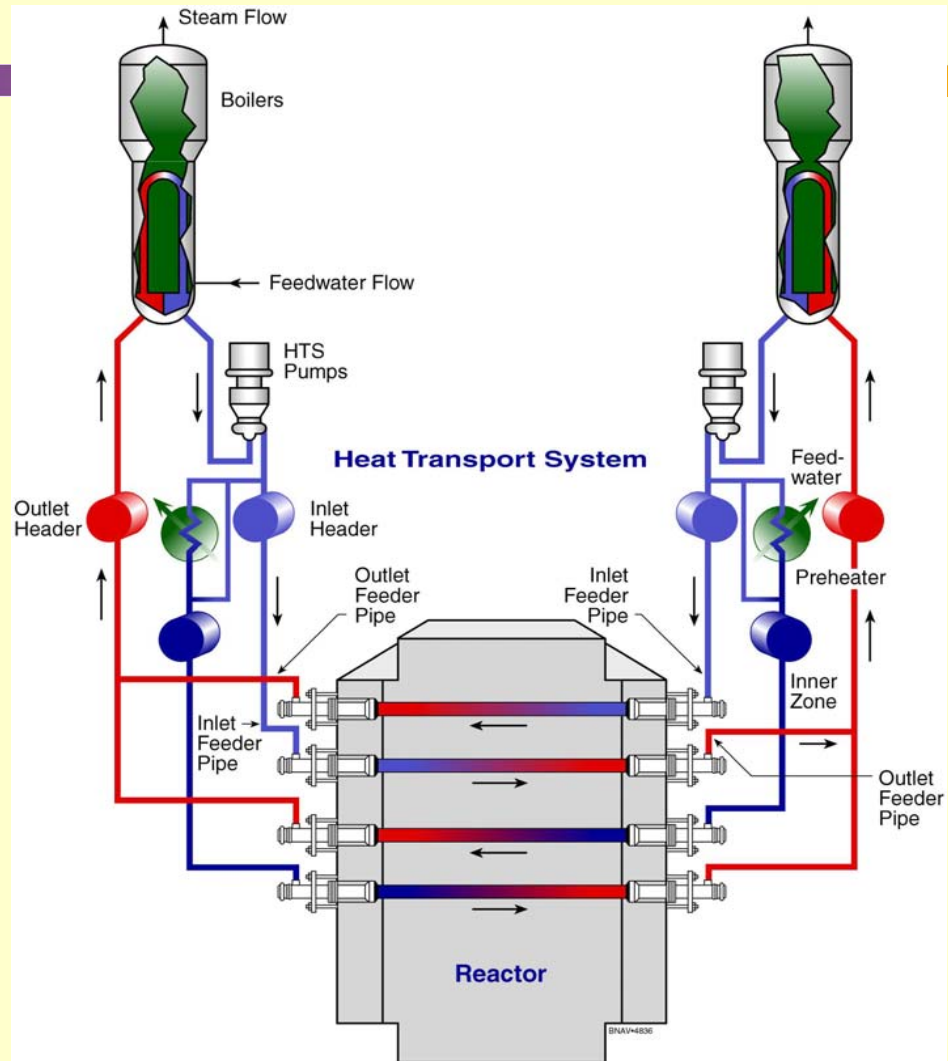 Steam Flow
Boilers
Feedwater Flow
HTS
Pumps
Heat Transport System
Feed-
water
Outlet
Header
Inlet
Header
Preheater
Outlet
Feeder
Pipe
Inlet
Feeder
Pipe
Inner
Zone
Inlet
Feeder
Pipe
Outlet
Feeder
Pipe
Reactor
BNAV•4836